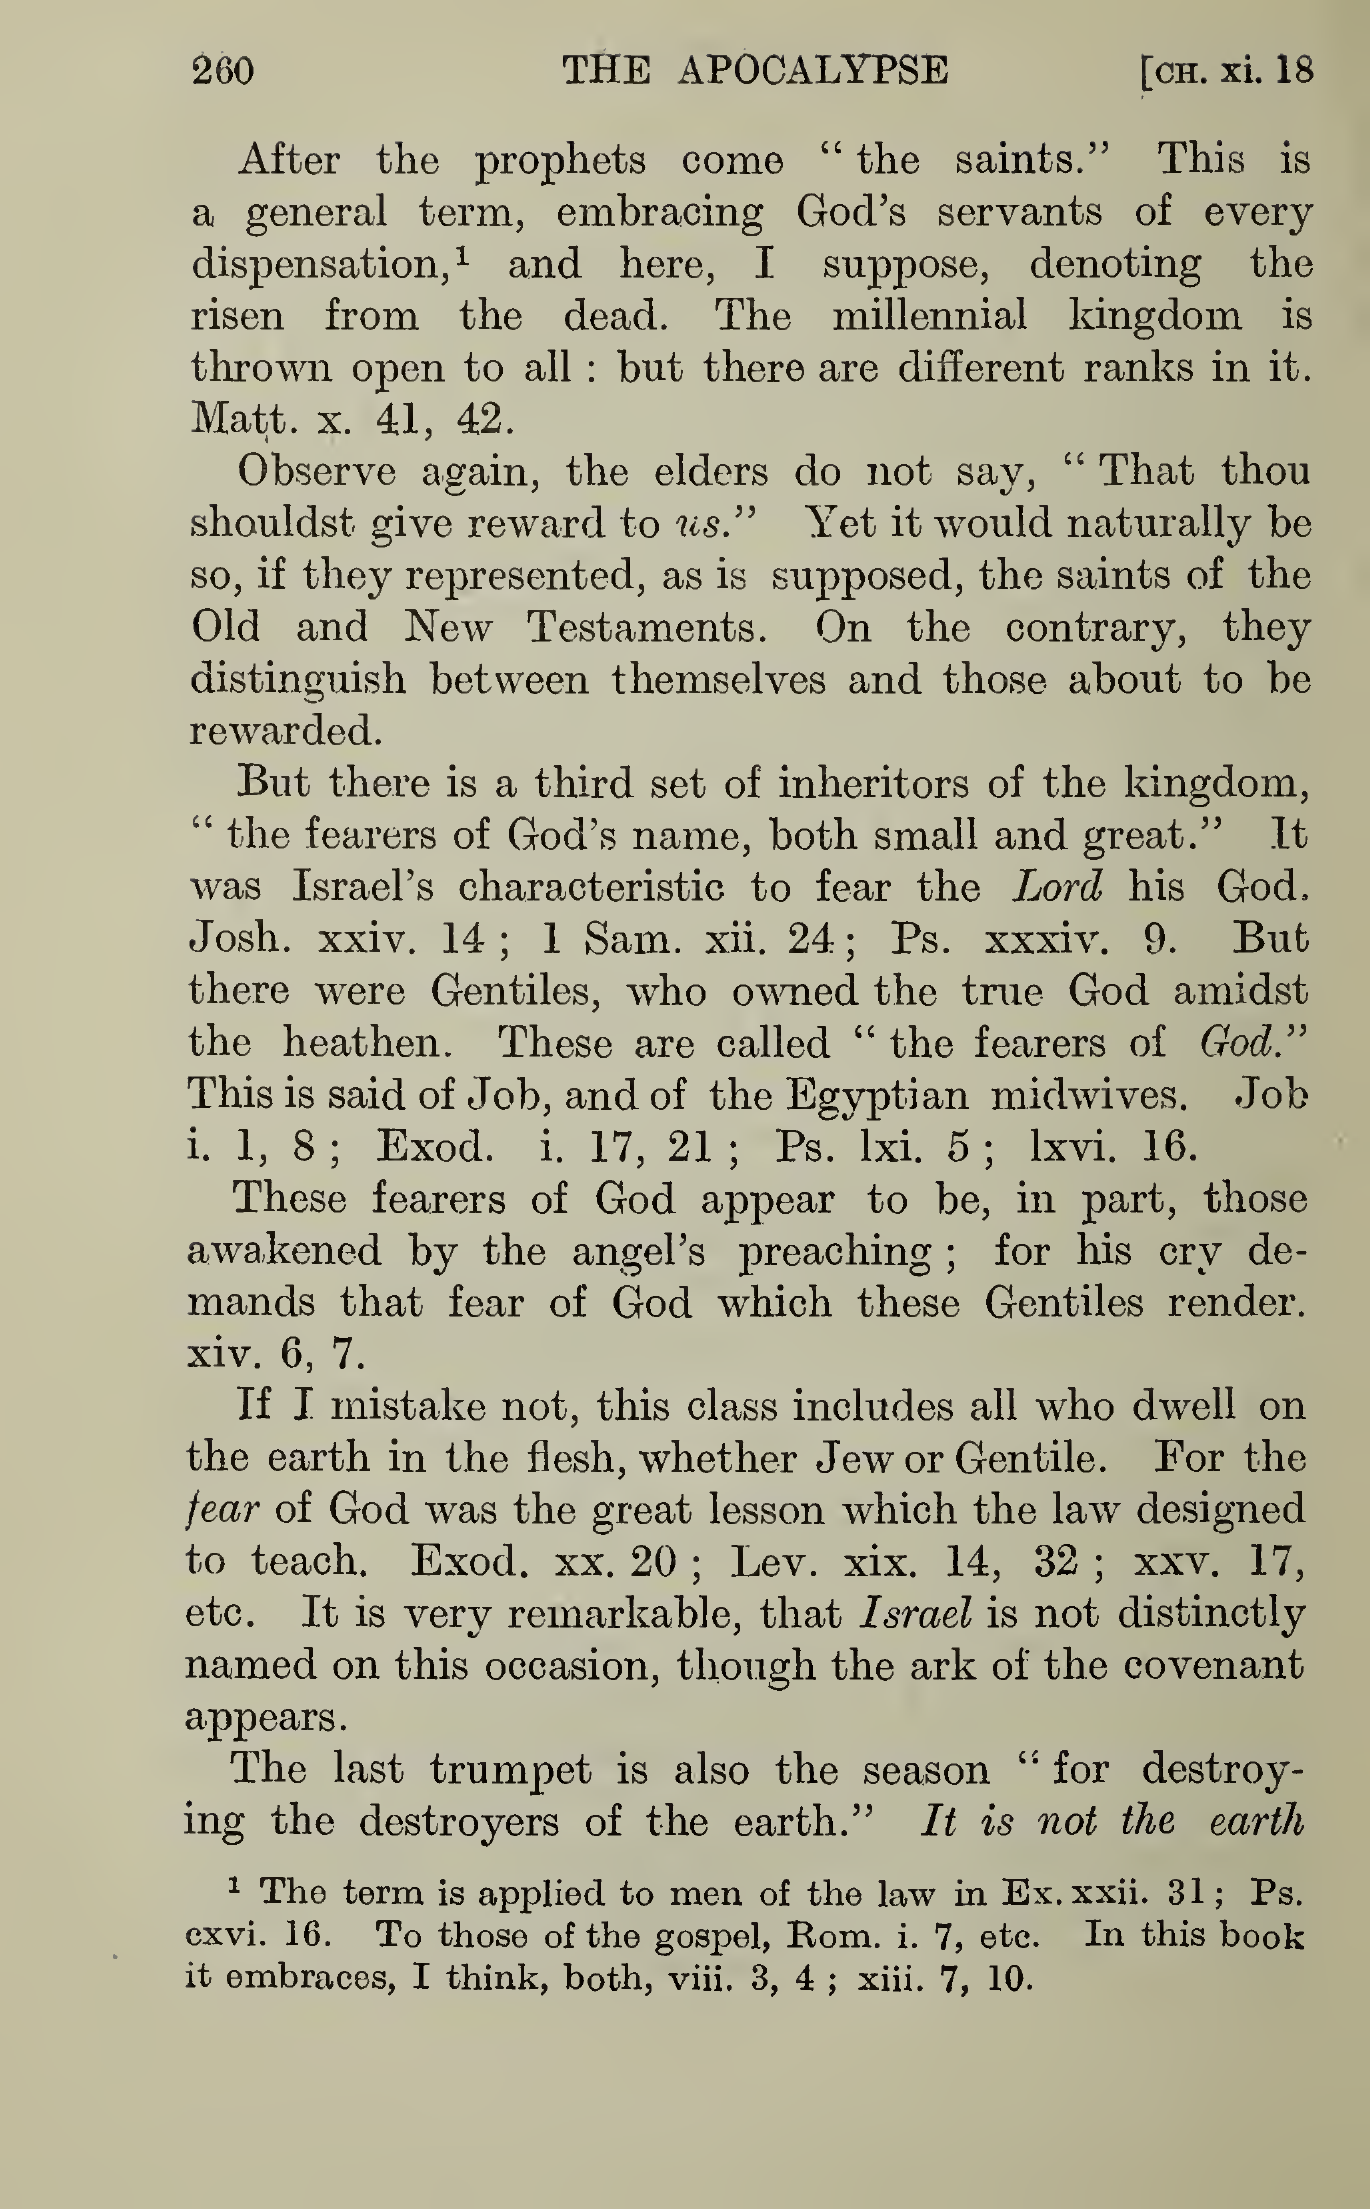 260 THE APOCALYPSE [CH. xi. 18
After the prophets come “ the saints.” This is
a general term, embracing God’s servants of every
dispensation,¹ and here, I suppose, denoting the
risen from the dead. The millennial kingdom is
thrown open to all : but there are different ranks in it.
Matt. x. 41, 42.
Observe again, the elders do not say, “ That thou
shouldst give reward to us.” Yet it would naturally be
so, if they represented, as is supposed, the saints of the
Old and New Testaments. On the contrary, they
distinguish between themselves and those about to be
rewarded.
But there is a third set of inheritors of the kingdom,
“ the fearers of God’s name, both small and great.” It
was Israel’s characteristic to fear the Lord his God.
Josh. xxiv. 14 ; 1 Sam. xii. 24 ; Ps. xxxiv. 9. But
there were Gentiles, who owned the true God amidst
the heathen. These are called “ the fearers of God.”
This is said of Job, and of the Egyptian midwives. Job
i. 1, 8 ; Exod. i. 17, 21 ; Ps. lxi. 5 ; lxvi. 16.
These fearers of God appear to be, in part, those
awakened by the angel’s preaching ; for his cry de-
mands that fear of God which these Gentiles render.
xiv. 6, 7.
If I mistake not, this class includes all who dwell on
the earth in the flesh, whether Jew or Gentile. For the
fear of God was the great lesson which the law designed
to teach. Exod. xx. 20 ; Lev. xix. 14, 32 ; xxv. 17,
etc. It is very remarkable, that Israel is not distinctly
named on this occasion, though the ark of the covenant
appears.
The last trumpet is also the season “ for destroy-
ing the destroyers of the earth.” It is not the earth
¹ The term is applied to men of the law in Ex. xxii. 31 ; Ps.
cxvi. 16. To those of the gospel, Rom. i. 7, etc. In this book
it embraces, I think, both, viii. 3, 4 ; xiii. 7, 10.